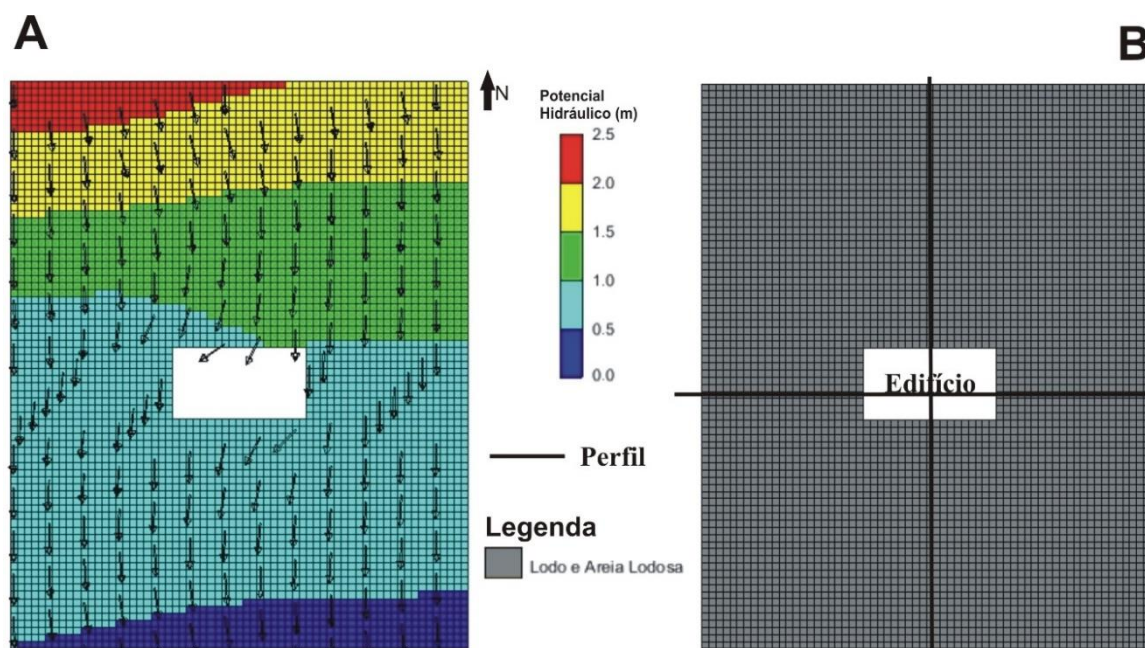 A
B
N
Potencial
Hidráulico (m)
2.5
2.0
1.5
1.0
0.5
0.0
Edifício
Perfil
Legenda
Lodo e Areia Lodosa